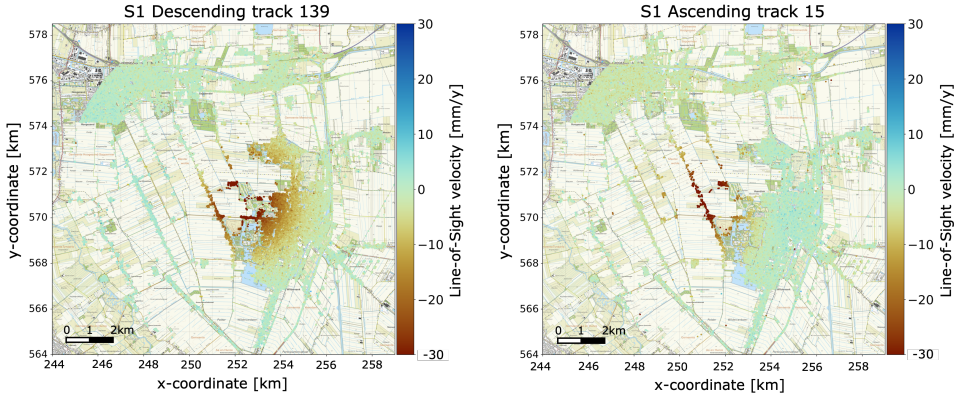 S1 Descending track 139
S1 Ascending track 15
578
576
574
572
570
568
566
564
y-coordinate [km]
0 1 2km
244 246 248 250 252 254 256 258
x-coordinate [km]
30
20
10
0
−10
−20
-30
Line-of-Sight velocity [mm/y]
578
576
574
572
570
568
566
564
y-coordinate [km]
0 1 2km
244 246 248 250 252 254 256 258
x-coordinate [km]
30
20
10
0
−10
−20
-30
Line-of-Sight velocity [mm/y]